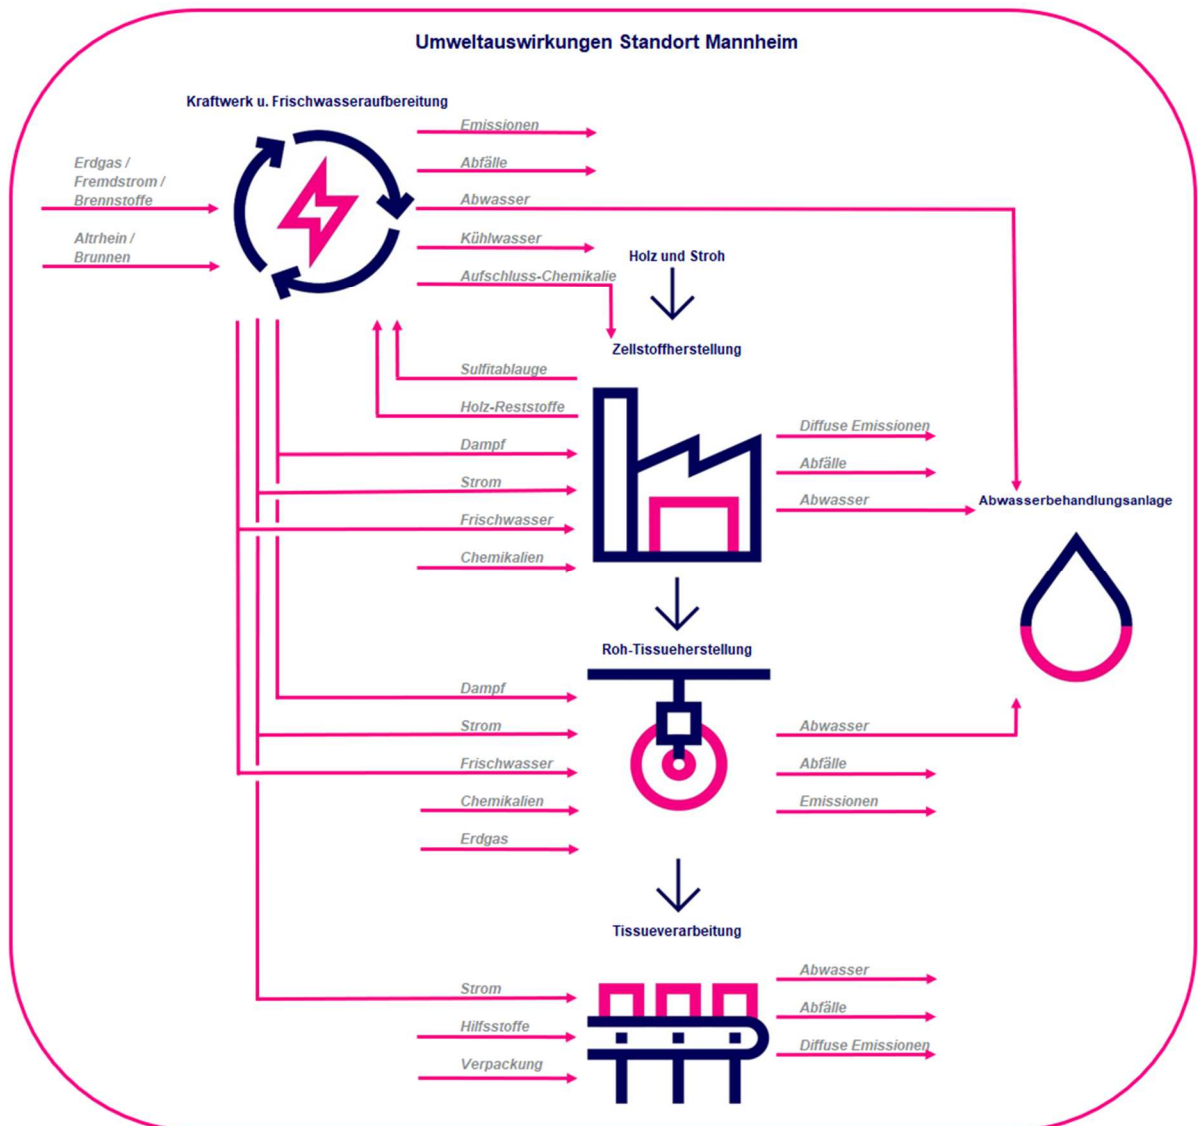 Umweltauswirkungen Standort Mannheim
Kraftwerk u. Frischwasseraufbereitung
Erdgas /
Fremdstrom /
Brennstoffe
Altrhein /
Brunnen
Emissionen
Abfälle
Abwasser
Kühlwasser
Aufschluss-Chemikalie
Holz und Stroh
Zellstoffherstellung
Sulfitablauge
Holz-Reststoffe
Dampf
Strom
Frischwasser
Chemikalien
Diffuse Emissionen
Abfälle
Abwasser
Abwasserbehandlungsanlage
Roh-Tissueherstellung
Dampf
Strom
Frischwasser
Chemikalien
Erdgas
Abwasser
Abfälle
Emissionen
Tissueverarbeitung
Strom
Hilfsstoffe
Verpackung
Abwasser
Abfälle
Diffuse Emissionen